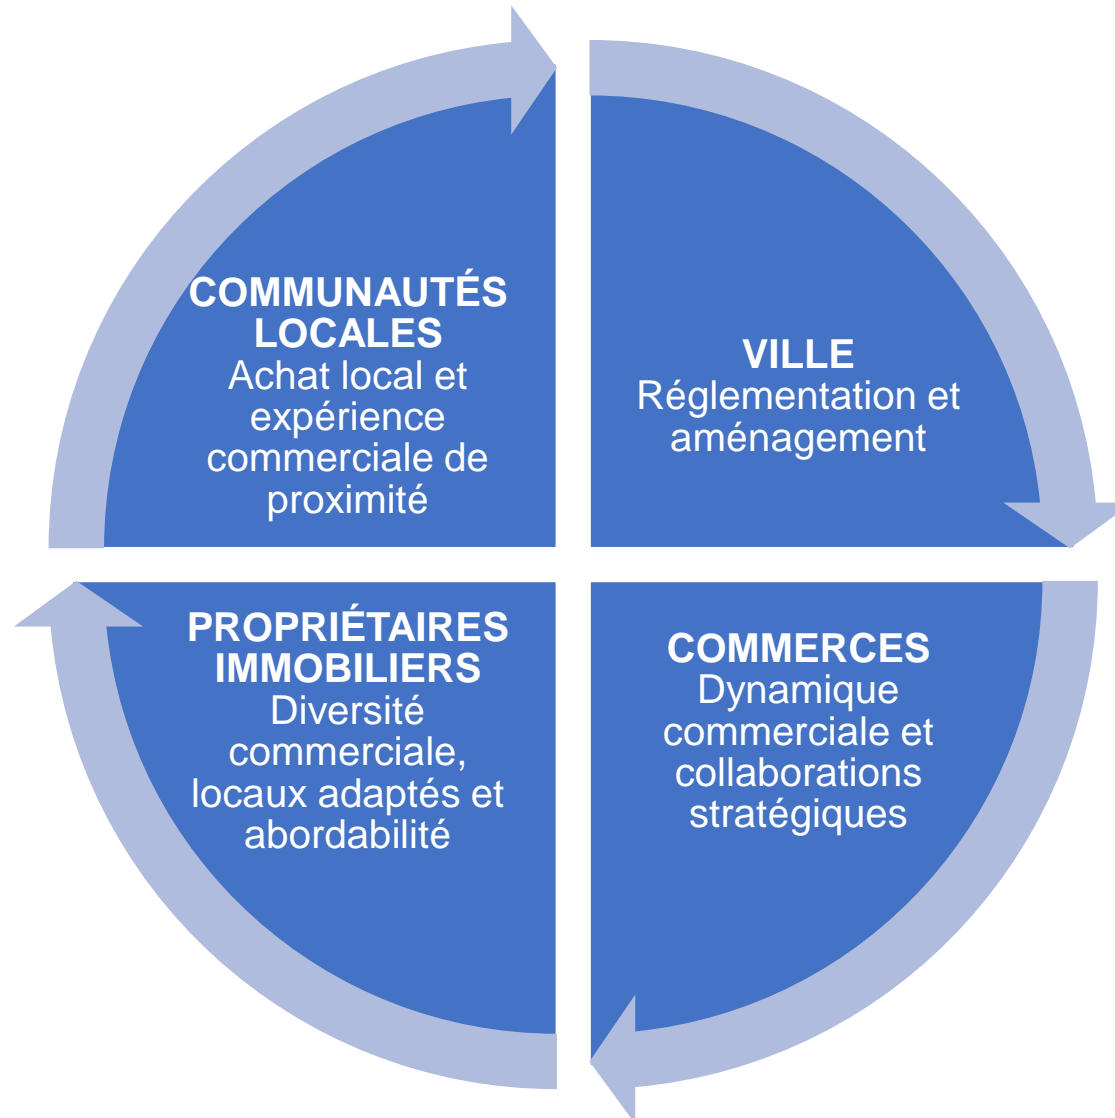 COMMUNAUTÉS
LOCALES
Achat local et
expérience
commerciale de
proximité
VILLE
Réglementation et
aménagement
PROPRIÉTAIRES
IMMOBILIERS
Diversité
commerciale,
locaux adaptés et
abordabilité
COMMERCES
Dynamique
commerciale et
collaborations
stratégiques